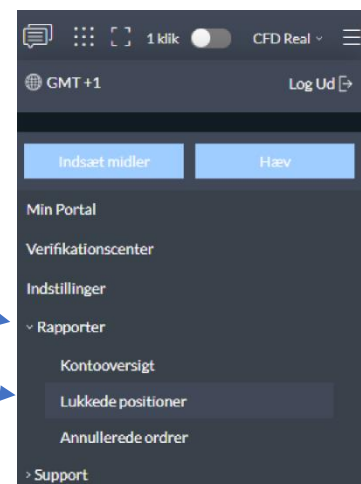 1 klik CFD Real
GMT +1 Log Ud
Indsæt midler Hæv
Min Portal
Verifikationscenter
Indstillinger
Rapporter
Kontooversigt
Lukkede positioner
Annullerede ordrer
Support